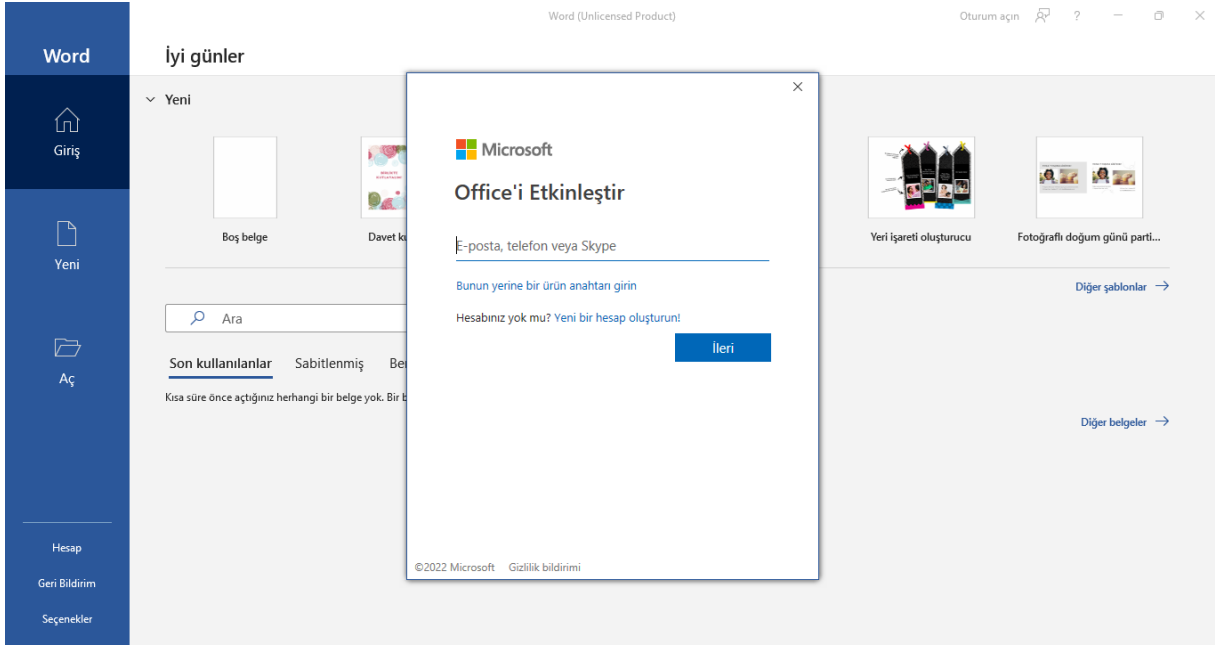 Word (Unlicensed Product)
Oturum açın
?
Word
İyi günler
Giriş
Yeni
Aç
Hesap
Geri Bildirim
Seçenekler
Yeni
Boş belge
Davet ku
Yeri işareti oluşturucu
Fotoğraflı doğum günü parti...
Diğer şablonlar
Ara
Son kullanılanlar Sabitlenmiş Be
Kısa süre önce açtığınız herhangi bir belge yok. Bir b
Diğer belgeler
Microsoft
Office'i Etkinleştir
E-posta, telefon veya Skype
Bunun yerine bir ürün anahtarı girin
Hesabınız yok mu? Yeni bir hesap oluşturun!
İleri
©2022 Microsoft Gizlilik bildirimi